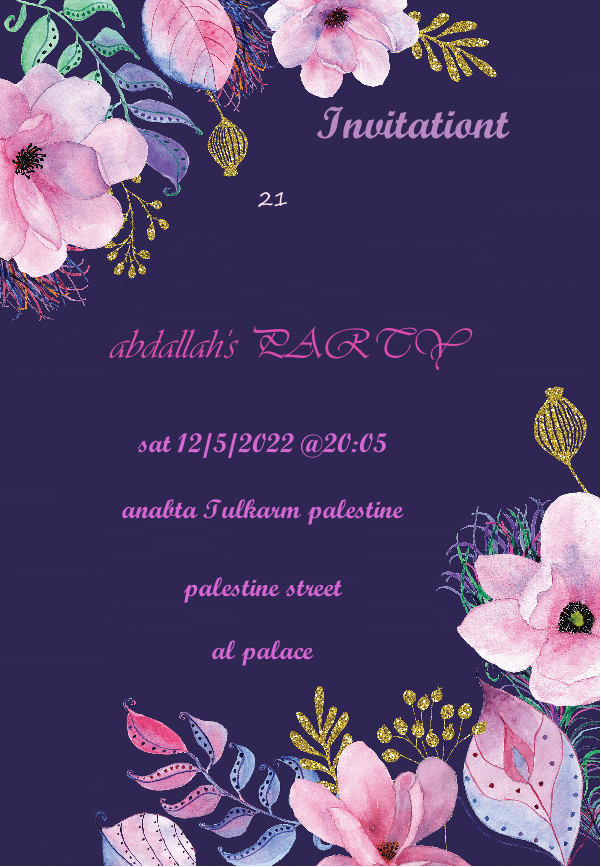 Invitationt
21
abdallah's PARTY
sat 12/5/2022 @20:05
anabta Tulkarm palestine
palestine street
al palace